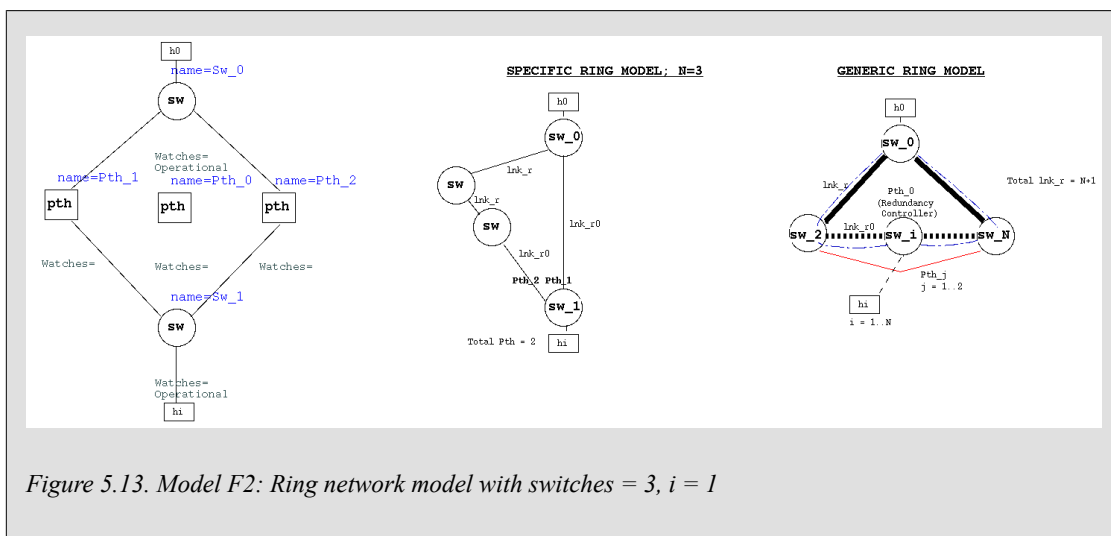 h0
name=Sw_0
sw
Watches=
Operational
name=Pth_1
name=Pth_0
name=Pth_2
pth
pth
pth
Watches=
Watches=
Watches=
name=Sw_1
sw
Watches=
Operational
hi
SPECIFIC RING MODEL; N=3
h0
sw_0
lnk_r
sw
lnk_r
sw
lnk_r0
lnk_r0
Pth_2 Pth_1
sw_1
Total Pth = 2
hi
GENERIC RING MODEL
h0
sw_0
lnk_r
Pth_0
(Redundancy
Controller)
Total lnk_r = N+1
lnk_r0
sw_2
sw_i
sw_N
Pth_j
j = 1..2
hi
i = 1..N
Figure 5.13. Model F2: Ring network model with switches = 3, i = 1